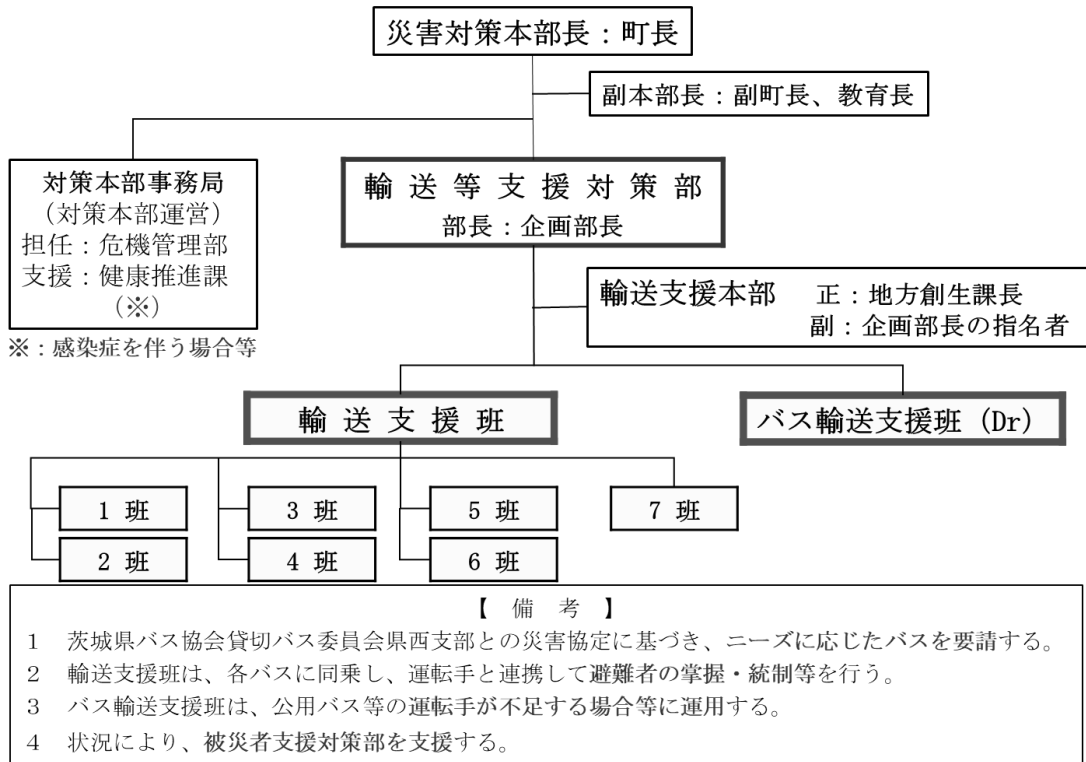 災害対策本部長：町長
副本部長：副町長、教育長
対策本部事務局
（対策本部運営）
担任：危機管理部
支援：健康推進課
（※）
※：感染症を伴う場合等
輸送等支援対策部
部長：企画部長
輸送支援本部　正：地方創生課長
副：企画部長の指名者
輸送支援班
バス輸送支援班（Dr）
1 班
3 班
5 班
7 班
2 班
4 班
6 班
【 備 考 】
1　茨城県バス協会貸切バス委員会県西支部との災害協定に基づき、ニーズに応じたバスを要請する。
2　輸送支援班は、各バスに同乗し、運転手と連携して避難者の掌握・統制等を行う。
3　バス輸送支援班は、公用バス等の運転手が不足する場合等に運用する。
4　状況により、被災者支援対策部を支援する。